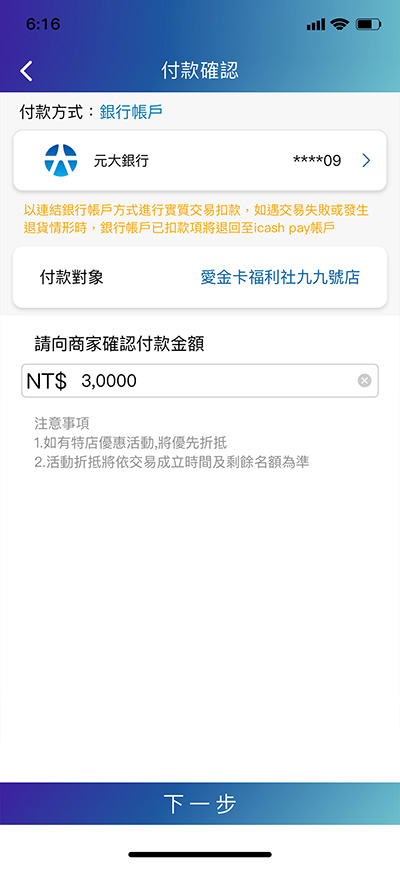 6:16
付款確認
付款方式：銀行帳戶
元大銀行 ****09
以連結銀行帳戶方式進行實質交易扣款，如遇交易失敗或發生
退貨情形時，銀行帳戶已扣款項將退回至icash pay帳戶
付款對象 愛金卡福利社九九號店
請向商家確認付款金額
NT$ 3,0000
注意事項
1.如有特店優惠活動,將優先折抵
2.活動折抵將依交易成立時間及剩餘名額為準
下一步